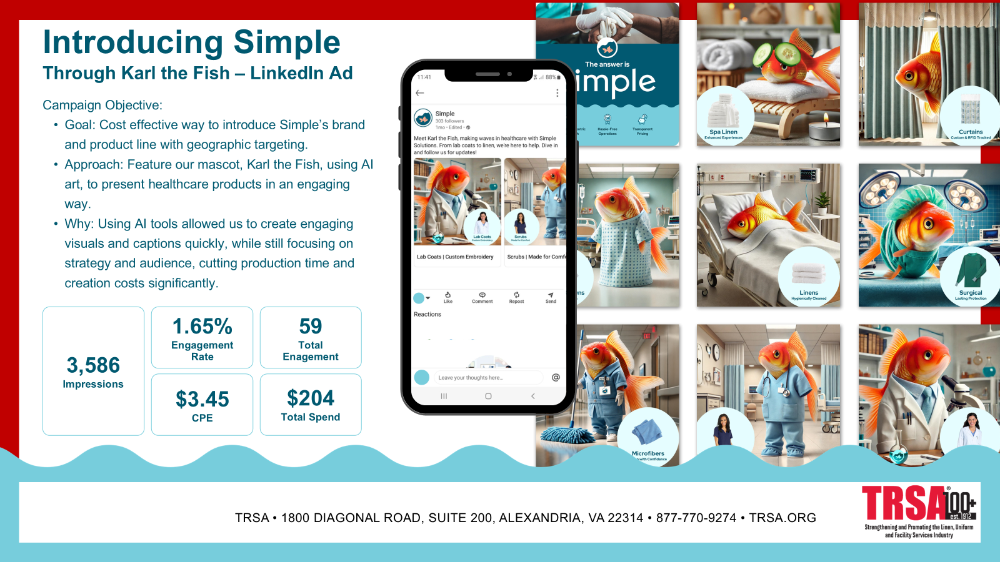 Introducing Simple
Through Karl the Fish – LinkedIn Ad
Campaign Objective:
• Goal: Cost effective way to introduce Simple's brand
and product line with geographic targeting.
• Approach: Feature our mascot, Karl the Fish, using AI
art, to present healthcare products in an engaging
way.
• Why: Using AI tools allowed us to create engaging
visuals and captions quickly, while still focusing on
strategy and audience, cutting production time and
creation costs significantly.
3,586
Impressions
1.65%
Engagement
Rate
59
Total
Enagement
$3.45
CPE
$204
Total Spend
11:41
88%
Simple
303 followers
1mo • Edited •
Meet Karl the Fish, making waves in healthcare with Simple
Solutions. From lab coats to linen, we're here to help. Dive in
and follow us for updates!
Lab Coats
Custom Embroidery
Scrubs
Made for Comfort
Lab Coats | Custom Embroidery
Scrubs | Made for Comfo
Like
Comment
Repost
Send
Reactions
Leave your thoughts here...
@
The answer is
imple
Hassle-Free
Operations
Transparent
Pricing
Spa Linen
Enhanced Experiences
Curtains
Custom & RFID Tracked
Linens
Hygienically Cleaned
Surgical
Lasting Protection
Microfibers
with Confidence
TRSA • 1800 DIAGONAL ROAD, SUITE 200, ALEXANDRIA, VA 22314 • 877-770-9274 • TRSA.ORG
TRSA® 100+
est. 1912
Strengthening and Promoting the Linen, Uniform
and Facility Services Industry